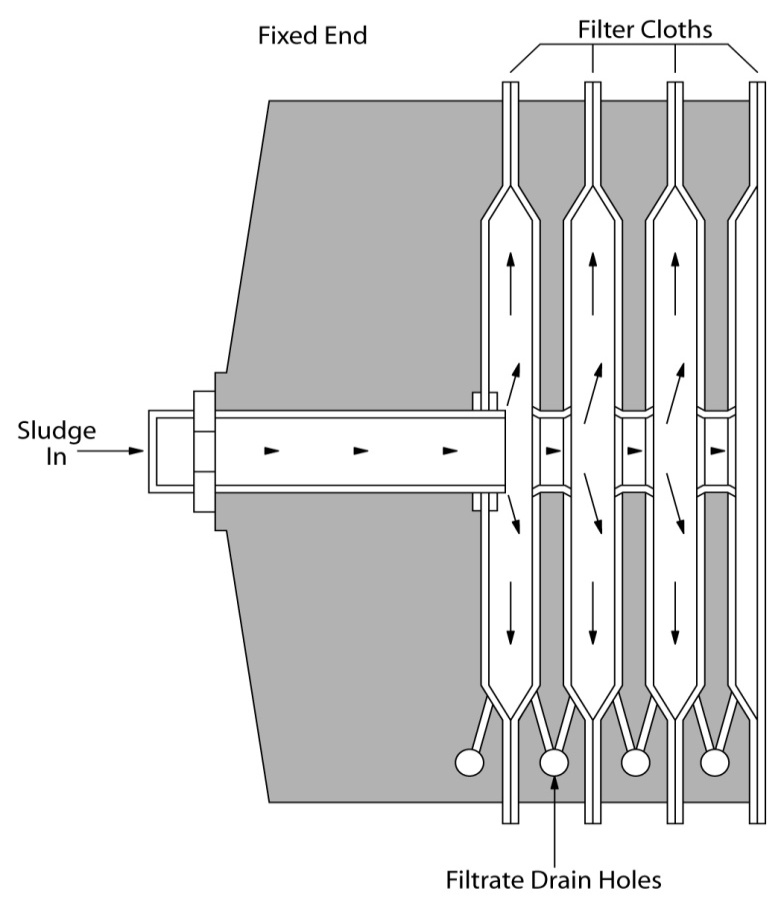 Fixed End
Filter Cloths
Sludge
In
Filtrate Drain Holes